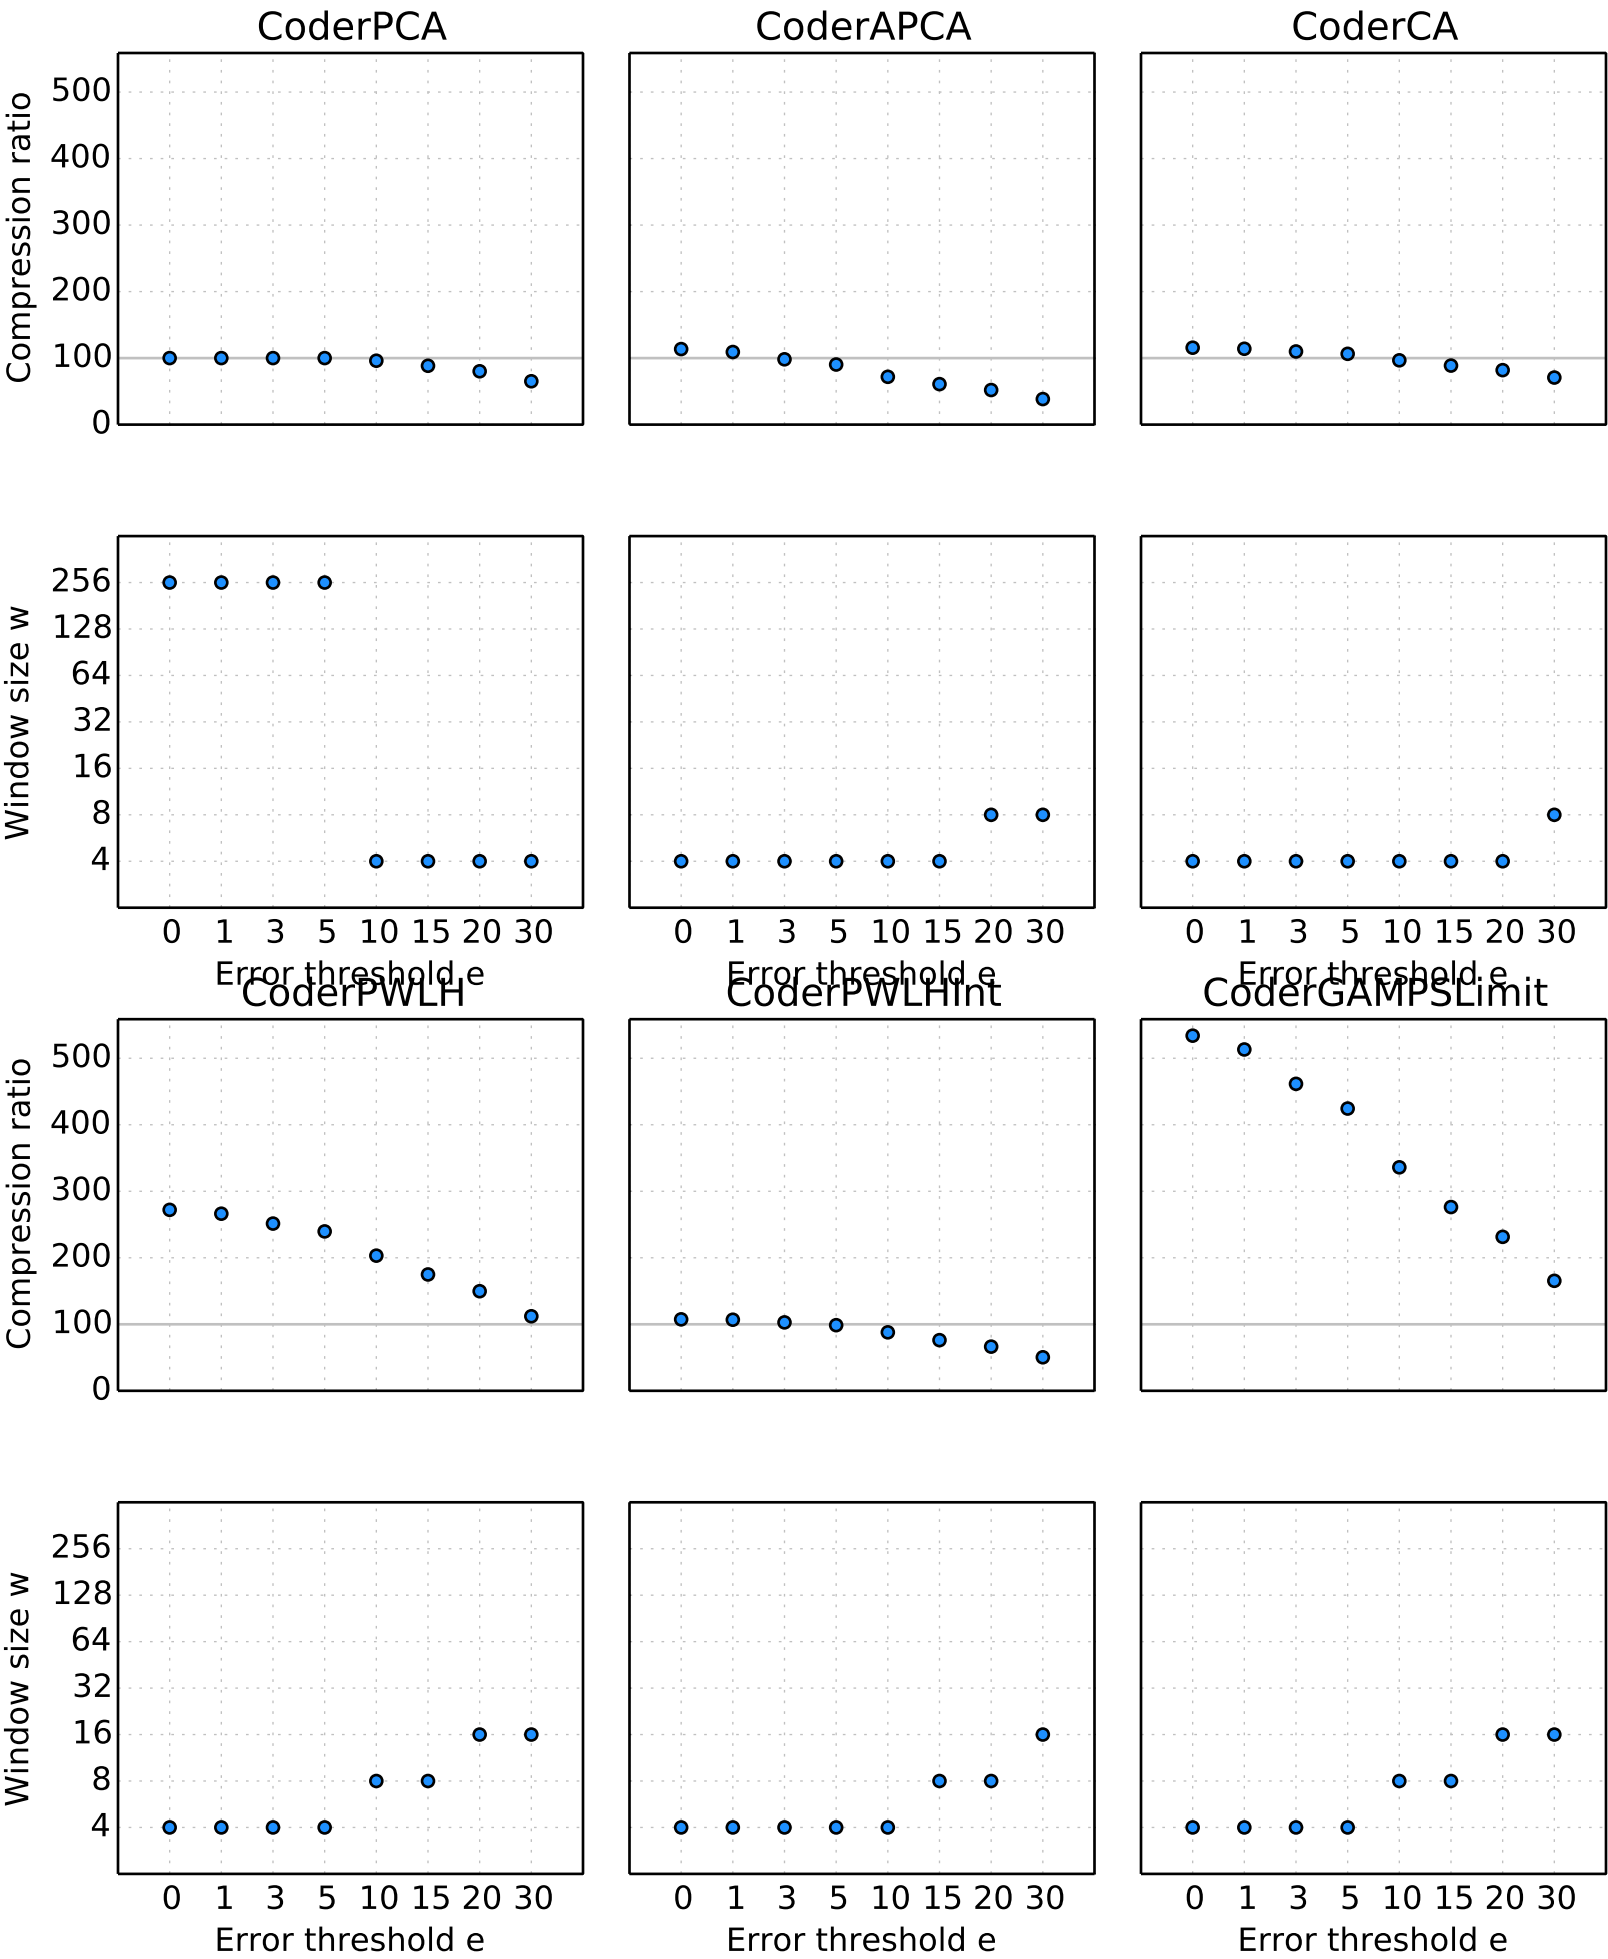 CoderPCA CoderAPCA CoderCA
Compression ratio
500
400
300
200
100
0
Window size w
256
128
64
32
16
8
4
0 1 3 5 10 15 20 30 0 1 3 5 10 15 20 30 0 1 3 5 10 15 20 30
Error threshold e Error threshold e Error threshold e
CoderPWLH CoderPWLHInt CoderGAMPSLimit
Compression ratio
500
400
300
200
100
0
Window size w
256
128
64
32
16
8
4
0 1 3 5 10 15 20 30 0 1 3 5 10 15 20 30 0 1 3 5 10 15 20 30
Error threshold e Error threshold e Error threshold e